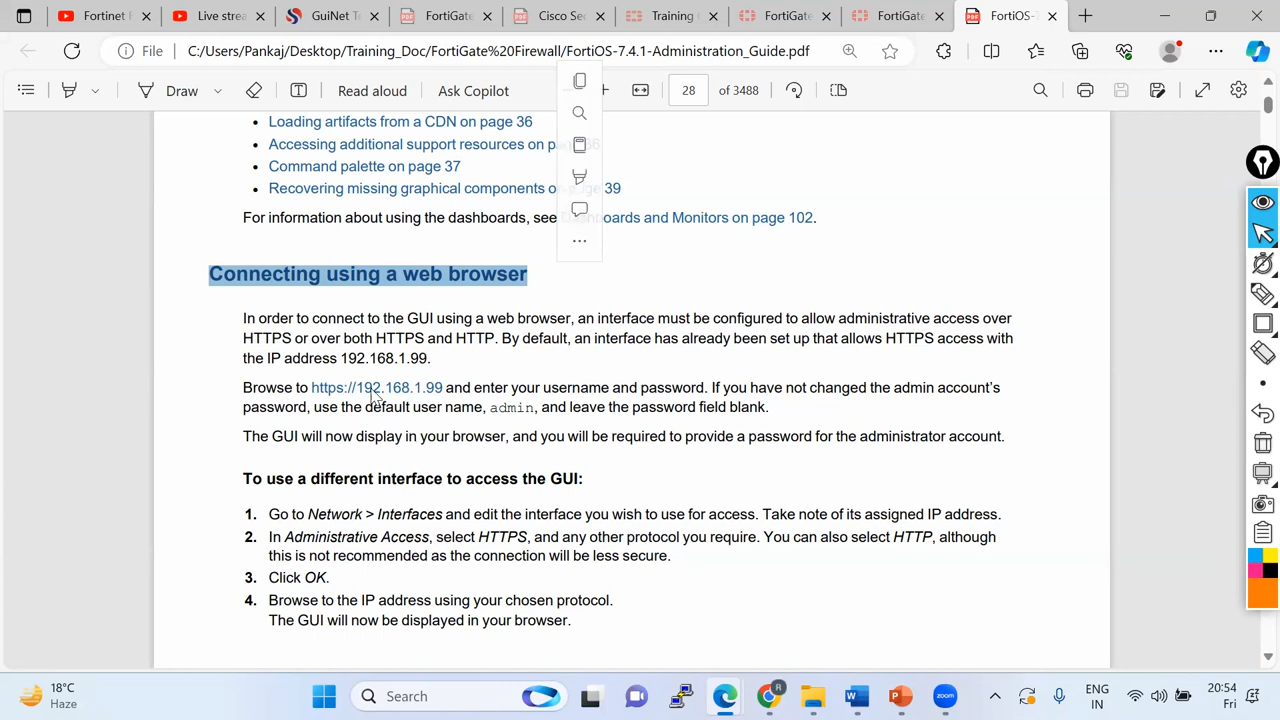 Fortinet F
Live strea
GuiNet Te
FortiGate
Cisco Sec
Training /
FortiGate
FortiGate
FortiOS-7
File
C:/Users/Pankaj/Desktop/Training_Doc/FortiGate%20Firewall/FortiOS-7.4.1-Administration_Guide.pdf
Draw
Read aloud
Ask Copilot
28 of 3488
• Loading artifacts from a CDN on page 36
• Accessing additional support resources on page 36
• Command palette on page 37
• Recovering missing graphical components on page 39
For information about using the dashboards, see Dashboards and Monitors on page 102.
Connecting using a web browser
In order to connect to the GUI using a web browser, an interface must be configured to allow administrative access over
HTTPS or over both HTTPS and HTTP. By default, an interface has already been set up that allows HTTPS access with
the IP address 192.168.1.99.
Browse to https://192.168.1.99 and enter your username and password. If you have not changed the admin account's
password, use the default user name, admin, and leave the password field blank.
The GUI will now display in your browser, and you will be required to provide a password for the administrator account.
To use a different interface to access the GUI:
1. Go to Network > Interfaces and edit the interface you wish to use for access. Take note of its assigned IP address.
2. In Administrative Access, select HTTPS, and any other protocol you require. You can also select HTTP, although
this is not recommended as the connection will be less secure.
3. Click OK.
4. Browse to the IP address using your chosen protocol.
The GUI will now be displayed in your browser.
18°C
Haze
Search
R
zoom
ENG
IN
20:54
Fri